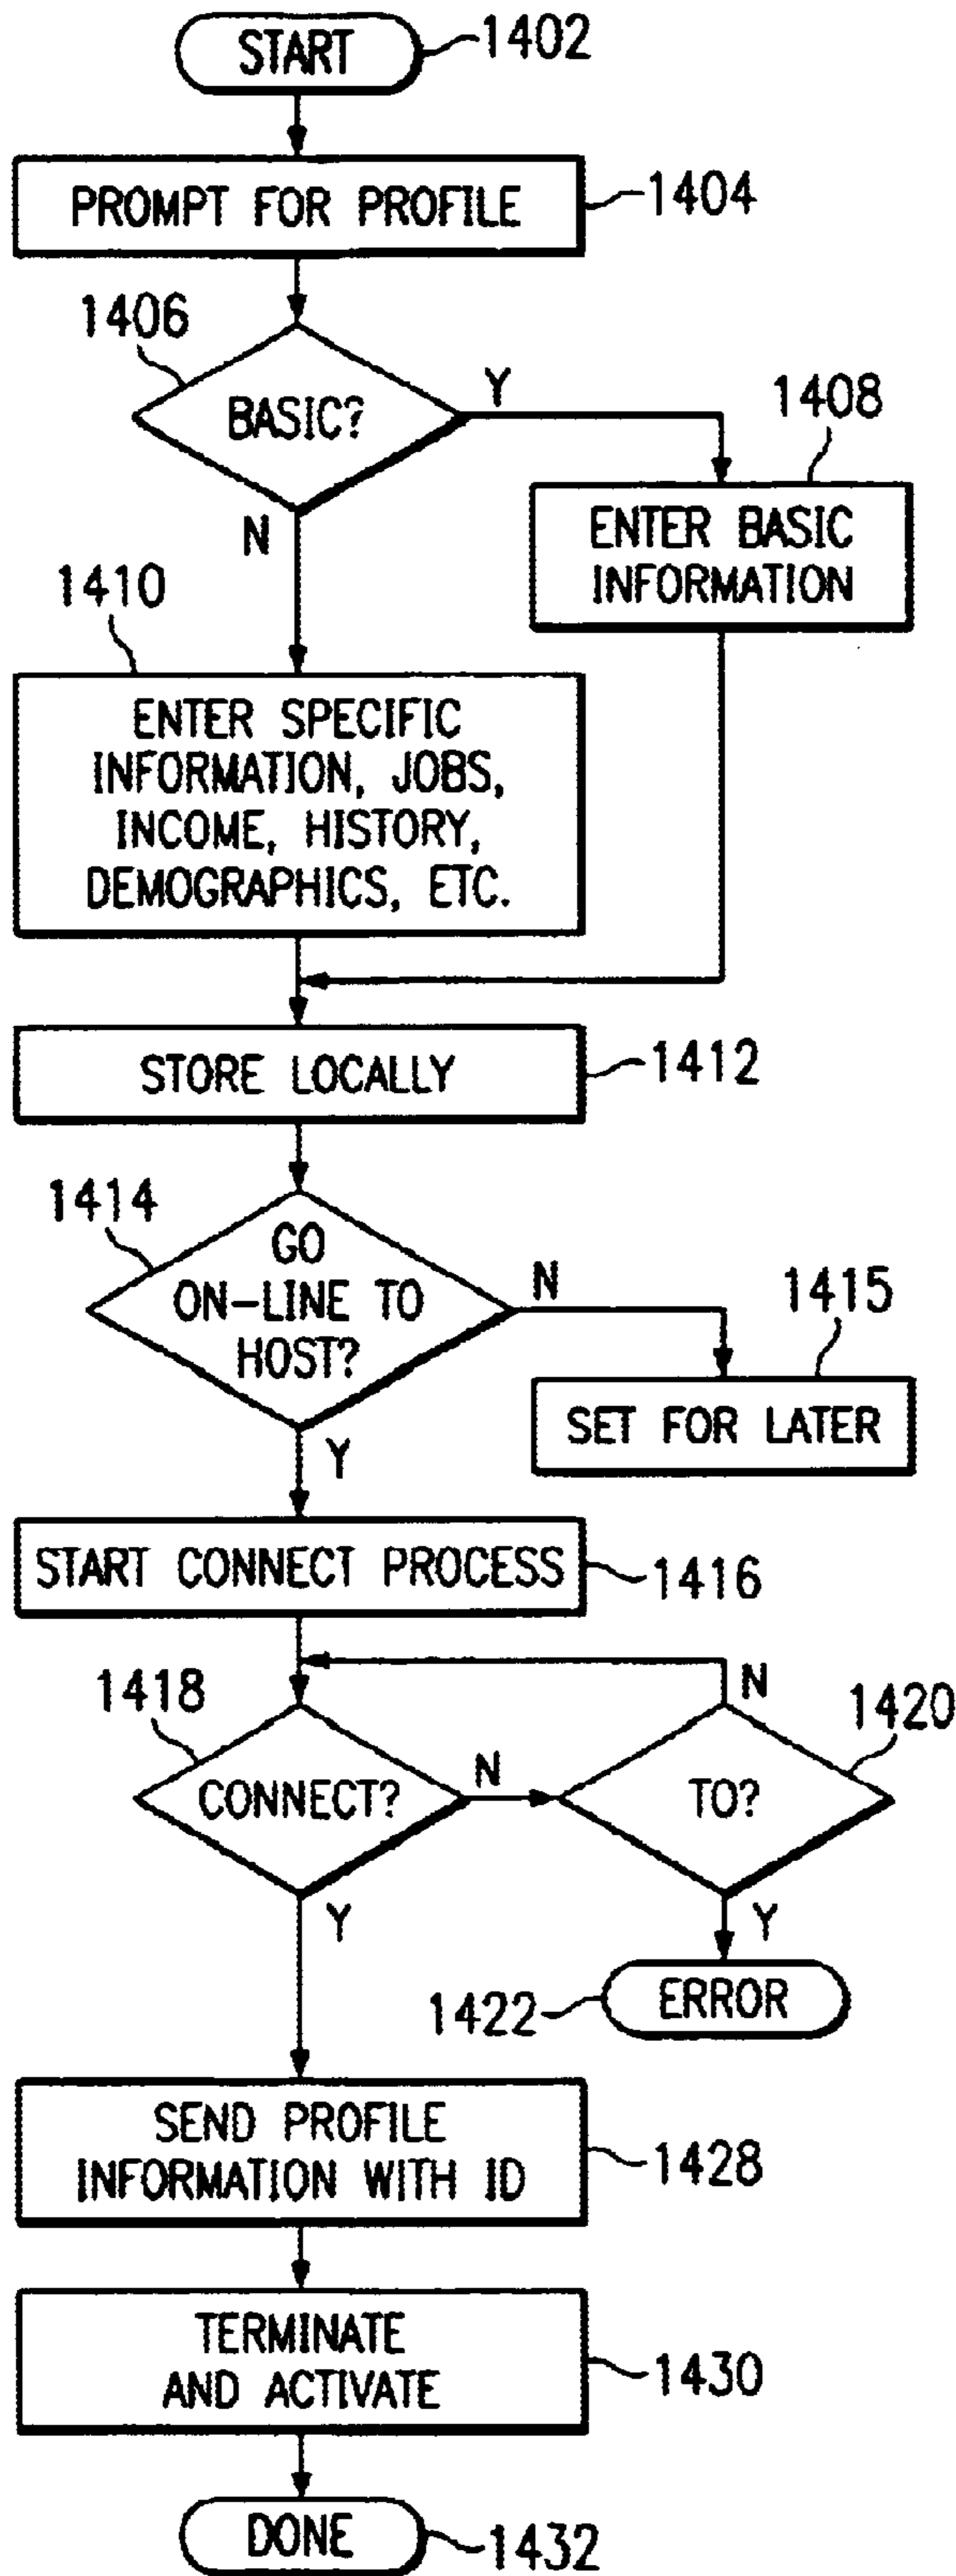 START
1402
PROMPT FOR PROFILE
1404
1406
BASIC?
Y
N
1408
ENTER BASIC
INFORMATION
1410
ENTER SPECIFIC
INFORMATION, JOBS,
INCOME, HISTORY,
DEMOGRAPHICS, ETC.
STORE LOCALLY
1412
1414
GO
ON-LINE TO
HOST?
N
Y
1415
SET FOR LATER
START CONNECT PROCESS
1416
1418
CONNECT?
N
Y
N
1420
TO?
Y
1422
ERROR
SEND PROFILE
INFORMATION WITH ID
1428
TERMINATE
AND ACTIVATE
1430
DONE
1432